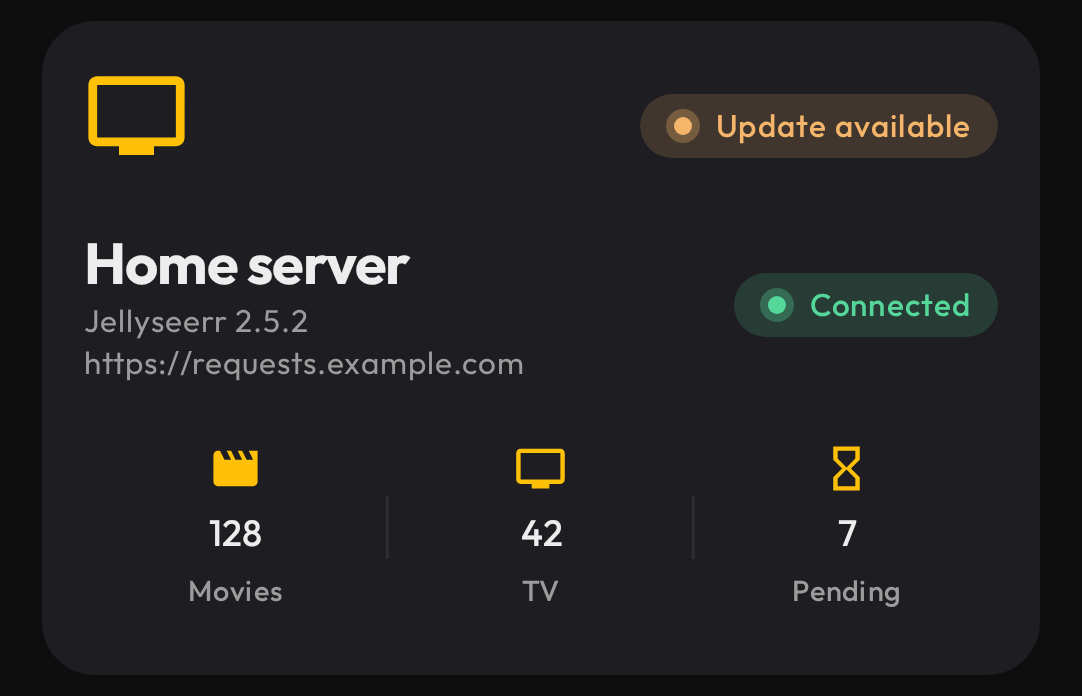 Update available
Home server
Connected
Jellyseerr 2.5.2
https://requests.example.com
128
42
7
Movies
TV
Pending